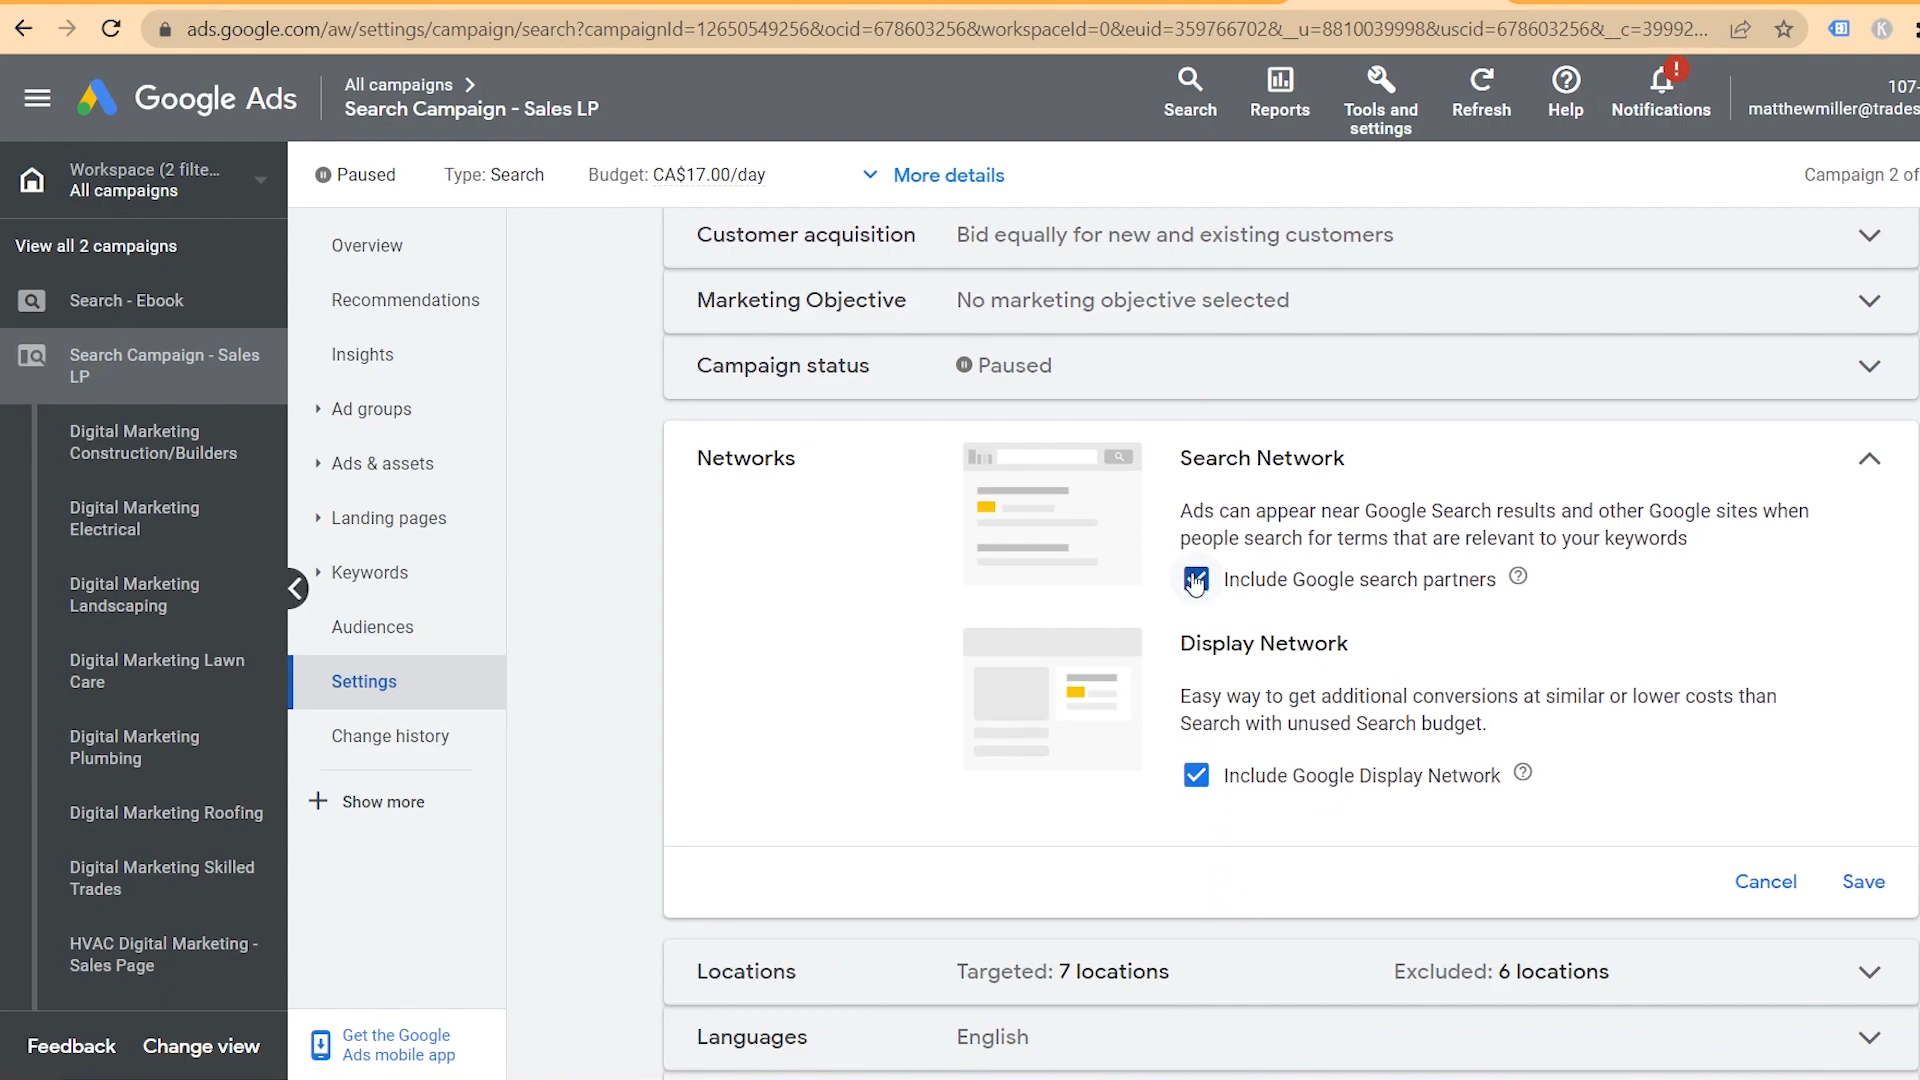 ads.google.com/aw/settings/campaign/search?campaignId=12650549256&ocid=678603256&workspaceId=0&euid=359766702&__u=8810039998&uscid=678603256&__c=39992...
K
Google Ads
All campaigns
Search Campaign - Sales LP
Search
Reports
Tools and
settings
Refresh
Help
!
Notifications
107-
matthewmiller@trades
Workspace (2 filte...
All campaigns
View all 2 campaigns
Search - Ebook
Search Campaign - Sales
LP
Digital Marketing
Construction/Builders
Digital Marketing
Electrical
Digital Marketing
Landscaping
Digital Marketing Lawn
Care
Digital Marketing
Plumbing
Digital Marketing Roofing
Digital Marketing Skilled
Trades
HVAC Digital Marketing -
Sales Page
Feedback
Change view
Paused
Type: Search
Budget: CA$17.00/day
More details
Campaign 2 of
Overview
Recommendations
Insights
Ad groups
Ads & assets
Landing pages
Keywords
Audiences
Settings
Change history
Show more
Get the Google
Ads mobile app
Customer acquisition
Bid equally for new and existing customers
Marketing Objective
No marketing objective selected
Campaign status
Paused
Networks
Search Network
Ads can appear near Google Search results and other Google sites when
people search for terms that are relevant to your keywords
Include Google search partners
Display Network
Easy way to get additional conversions at similar or lower costs than
Search with unused Search budget.
Include Google Display Network
Cancel
Save
Locations
Targeted: 7 locations
Excluded: 6 locations
Languages
English